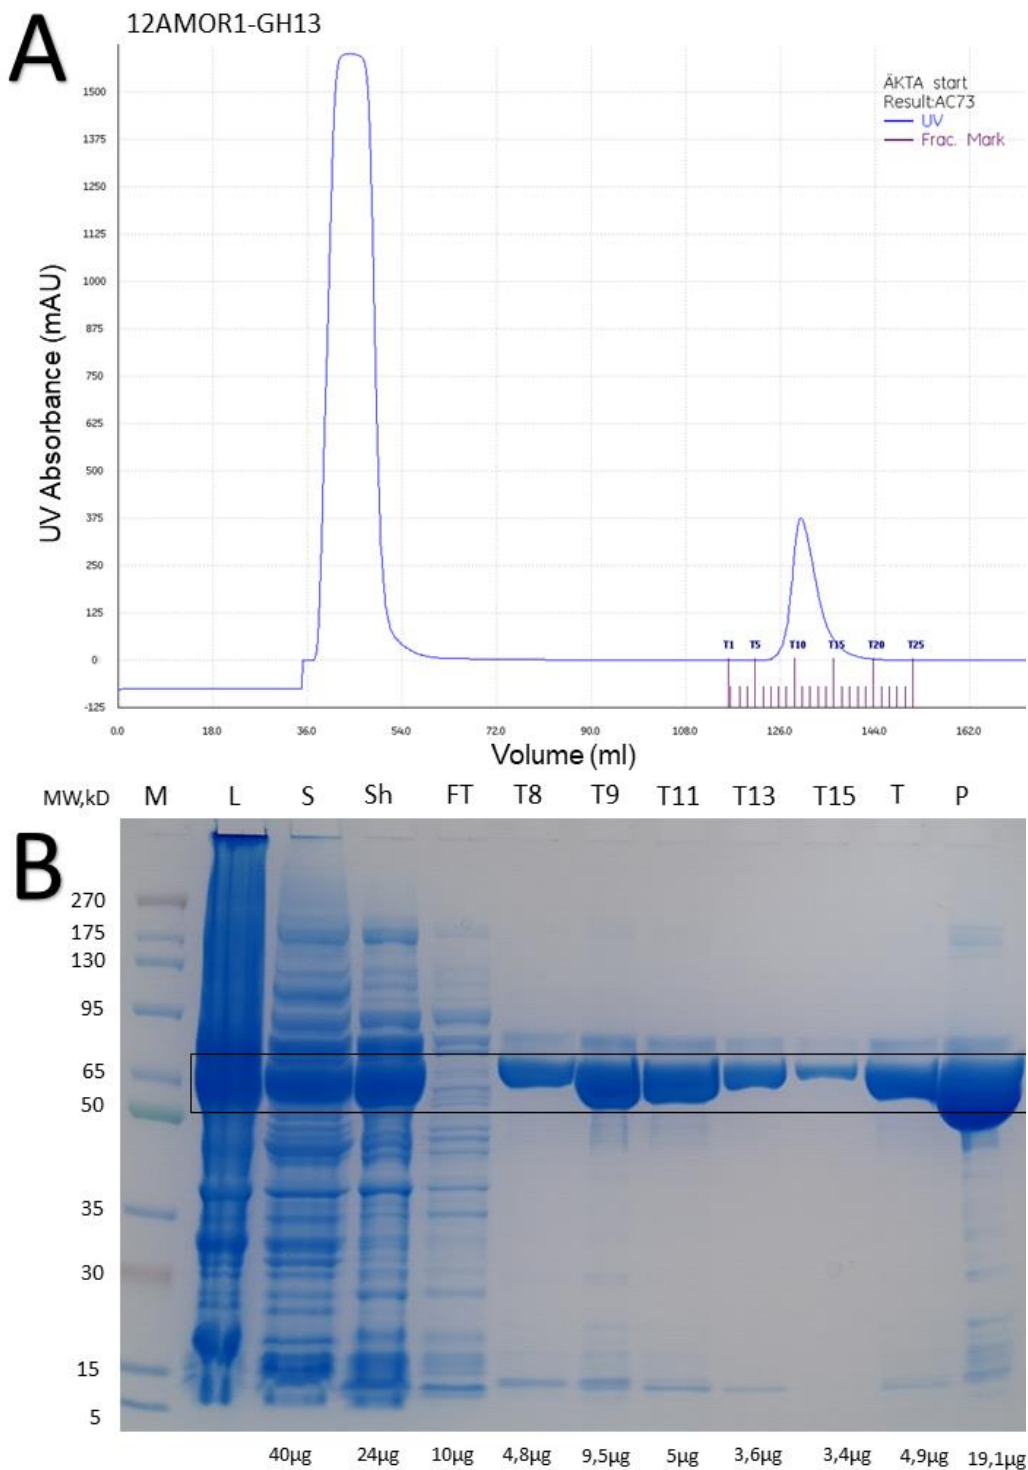 A
12AMOR1-GH13
ÄKTA start
Result:AC73
UV
Frac. Mark
UV Absorbance (mAU)
1500
1375
1250
1125
1000
875
750
625
500
375
250
125
0
-125
T1 T5 T10 T15 T20 T25
0.0 18.0 36.0 54.0 72.0 90.0 108.0 126.0 144.0 162.0
Volume (ml)
MW,kD M L S Sh FT T8 T9 T11 T13 T15 T P
B
270
175
130
95
65
50
35
30
15
5
40µg 24µg 10µg 4,8µg 9,5µg 5µg 3,6µg 3,4µg 4,9µg 19,1µg